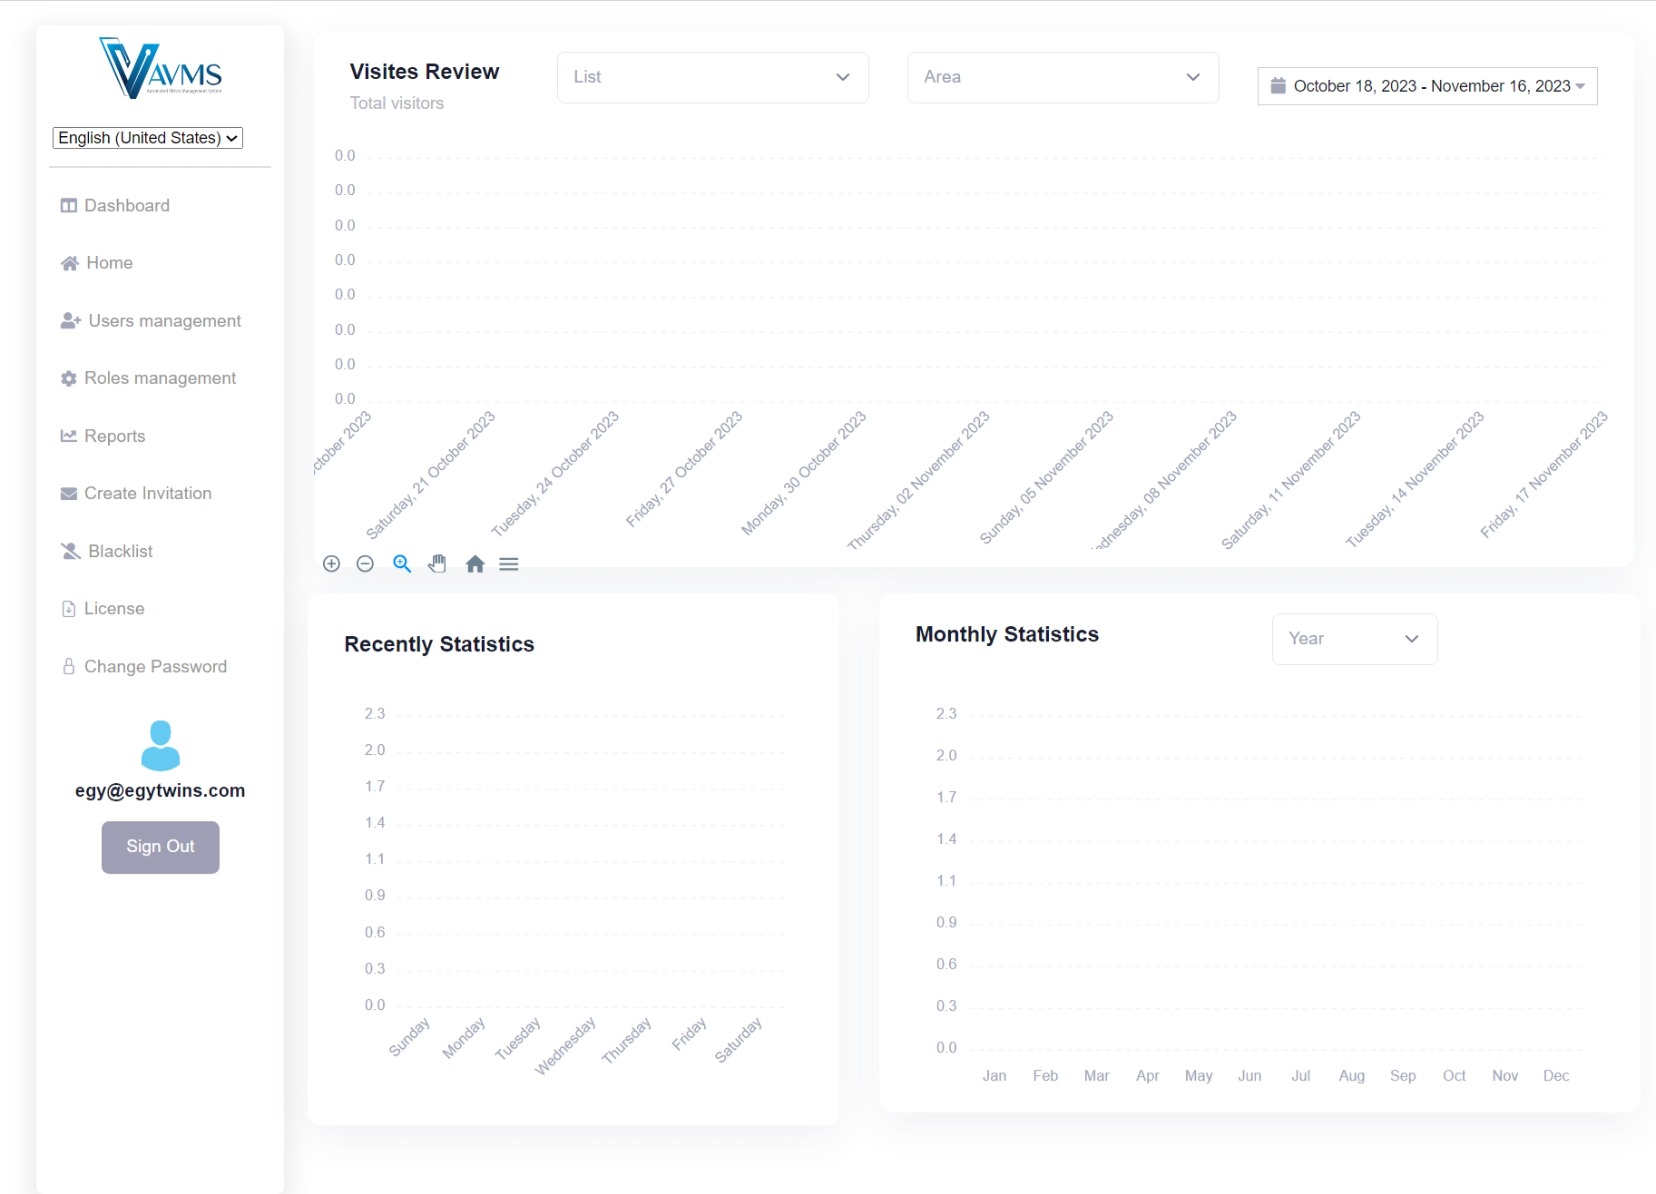 AVMS
English (United States)
Dashboard
Home
Users management
Roles management
Reports
Create Invitation
Blacklist
License
Change Password
egy@egytwins.com
Sign Out
Visites Review
Total visitors
List
Area
October 18, 2023 - November 16, 2023
0.0
0.0
0.0
0.0
0.0
0.0
0.0
0.0
2023
Saturday, 21 October 2023
Tuesday, 24 October 2023
Friday, 27 October 2023
Monday, 30 October 2023
Thursday, 02 November 2023
Sunday, 05 November 2023
08 November 2023
Saturday, 11 November 2023
Tuesday, 14 November 2023
Friday, 17 November 2023
Recently Statistics
2.3
2.0
1.7
1.4
1.1
0.9
0.6
0.3
0.0
Sunday
Monday
Tuesday
Wednesday
Thursday
Friday
Saturday
Monthly Statistics
Year
2.3
2.0
1.7
1.4
1.1
0.9
0.6
0.3
0.0
Jan Feb Mar Apr May Jun Jul Aug Sep Oct Nov Dec